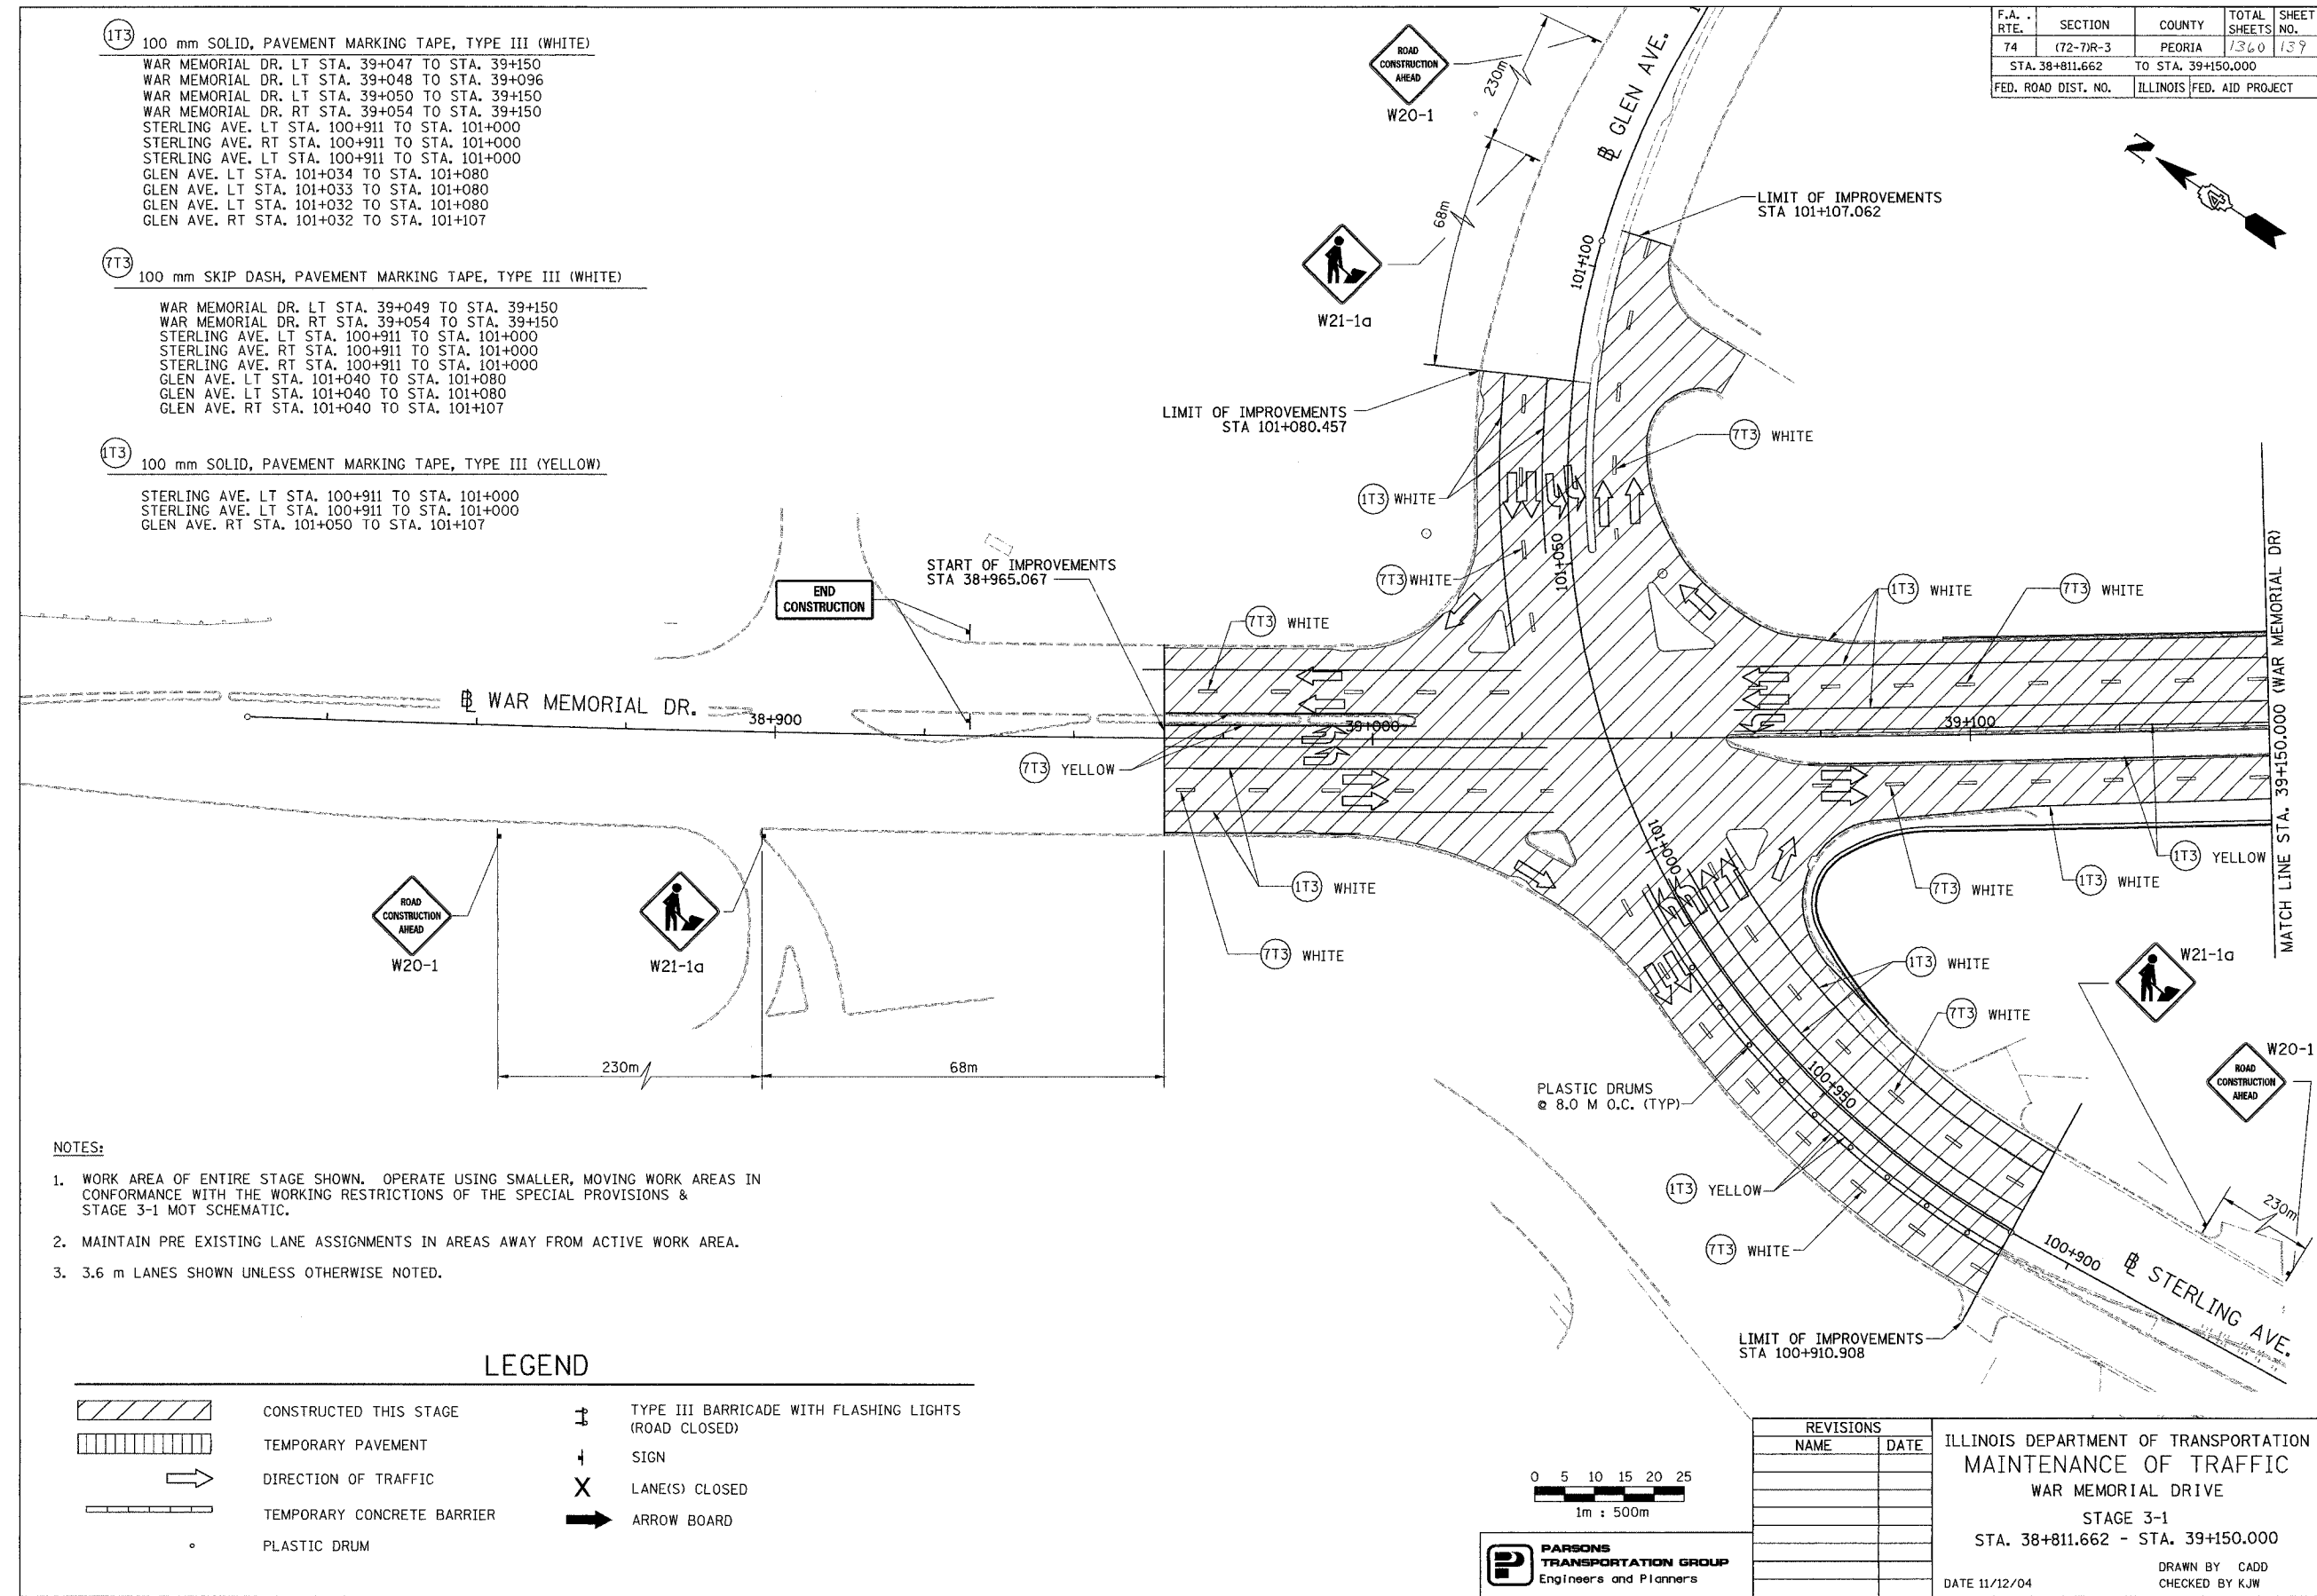 1T3 100 mm SOLID, PAVEMENT MARKING TAPE, TYPE III (WHITE)
WAR MEMORIAL DR. LT STA. 39+047 TO STA. 39+150
WAR MEMORIAL DR. LT STA. 39+048 TO STA. 39+096
WAR MEMORIAL DR. LT STA. 39+050 TO STA. 39+150
WAR MEMORIAL DR. RT STA. 39+054 TO STA. 39+150
STERLING AVE. LT STA. 100+911 TO STA. 101+000
STERLING AVE. RT STA. 100+911 TO STA. 101+000
STERLING AVE. LT STA. 100+911 TO STA. 101+000
GLEN AVE. LT STA. 101+034 TO STA. 101+080
GLEN AVE. LT STA. 101+033 TO STA. 101+080
GLEN AVE. LT STA. 101+032 TO STA. 101+080
GLEN AVE. RT STA. 101+032 TO STA. 101+107
7T3 100 mm SKIP DASH, PAVEMENT MARKING TAPE, TYPE III (WHITE)
WAR MEMORIAL DR. LT STA. 39+049 TO STA. 39+150
WAR MEMORIAL DR. RT STA. 39+054 TO STA. 39+150
STERLING AVE. LT STA. 100+911 TO STA. 101+000
STERLING AVE. RT STA. 100+911 TO STA. 101+000
STERLING AVE. RT STA. 100+911 TO STA. 101+000
GLEN AVE. LT STA. 101+040 TO STA. 101+080
GLEN AVE. LT STA. 101+040 TO STA. 101+080
GLEN AVE. RT STA. 101+040 TO STA. 101+107
1T3 100 mm SOLID, PAVEMENT MARKING TAPE, TYPE III (YELLOW)
STERLING AVE. LT STA. 100+911 TO STA. 101+000
STERLING AVE. LT STA. 100+911 TO STA. 101+000
GLEN AVE. RT STA. 101+050 TO STA. 101+107
F.A. RTE. SECTION COUNTY TOTAL SHEETS SHEET NO.
74 (72-7)R-3 PEORIA 1360 139
STA. 38+811.662 TO STA. 39+150.000
FED. ROAD DIST. NO. ILLINOIS FED. AID PROJECT
N
ROAD
CONSTRUCTION
AHEAD
W20-1
230m
BL GLEN AVE.
68m
W21-1a
LIMIT OF IMPROVEMENTS
STA 101+107.062
101+100
LIMIT OF IMPROVEMENTS
STA 101+080.457
7T3 WHITE
1T3 WHITE
7T3 WHITE
101+050
START OF IMPROVEMENTS
STA 38+965.067
END
CONSTRUCTION
7T3 WHITE
1T3 WHITE
7T3 WHITE
BL WAR MEMORIAL DR.
38+900
39+000
39+100
7T3 YELLOW
MATCH LINE STA. 39+150.000 (WAR MEMORIAL DR)
101+000
1T3 YELLOW
1T3 WHITE
7T3 WHITE
1T3 WHITE
7T3 WHITE
ROAD
CONSTRUCTION
AHEAD
W20-1
W21-1a
230m
68m
1T3 WHITE
7T3 WHITE
W21-1a
W20-1
ROAD
CONSTRUCTION
AHEAD
PLASTIC DRUMS
@ 8.0 M O.C. (TYP)
100+950
1T3 YELLOW
7T3 WHITE
230m
100+900
BL STERLING AVE.
LIMIT OF IMPROVEMENTS
STA 100+910.908
NOTES:
1. WORK AREA OF ENTIRE STAGE SHOWN. OPERATE USING SMALLER, MOVING WORK AREAS IN
CONFORMANCE WITH THE WORKING RESTRICTIONS OF THE SPECIAL PROVISIONS &
STAGE 3-1 MOT SCHEMATIC.
2. MAINTAIN PRE EXISTING LANE ASSIGNMENTS IN AREAS AWAY FROM ACTIVE WORK AREA.
3. 3.6 m LANES SHOWN UNLESS OTHERWISE NOTED.
LEGEND
CONSTRUCTED THIS STAGE
TEMPORARY PAVEMENT
DIRECTION OF TRAFFIC
TEMPORARY CONCRETE BARRIER
PLASTIC DRUM
TYPE III BARRICADE WITH FLASHING LIGHTS
(ROAD CLOSED)
SIGN
X LANE(S) CLOSED
ARROW BOARD
0 5 10 15 20 25
1m : 500m
PARSONS
TRANSPORTATION GROUP
Engineers and Planners
REVISIONS
NAME DATE
ILLINOIS DEPARTMENT OF TRANSPORTATION
MAINTENANCE OF TRAFFIC
WAR MEMORIAL DRIVE
STAGE 3-1
STA. 38+811.662 - STA. 39+150.000
DRAWN BY CADD
DATE 11/12/04 CHECKED BY KJW